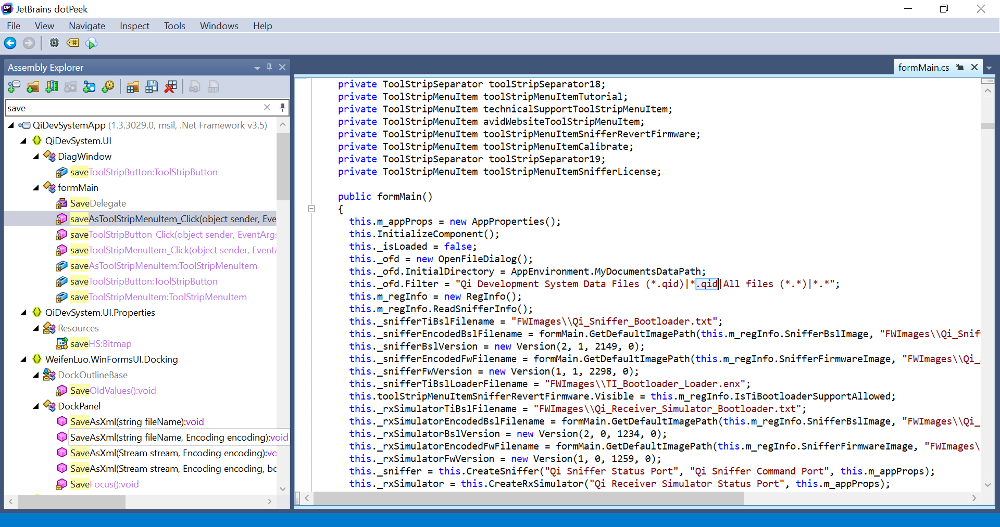 JetBrains dotPeek
File View Navigate Inspect Tools Windows Help
Assembly Explorer
save
QiDevSystemApp (1.3.3029.0, msil, .Net Framework v3.5)
QiDevSystem.UI
DiagWindow
saveToolStripButton:ToolStripButton
formMain
SaveDelegate
saveAsToolStripMenuItem_Click(object sender, Eve
saveToolStripButton_Click(object sender, EventArgs
saveToolStripMenuItem_Click(object sender, EventA
saveAsToolStripMenuItem:ToolStripMenuItem
saveToolStripButton:ToolStripButton
saveToolStripMenuItem:ToolStripMenuItem
QiDevSystem.UI.Properties
Resources
saveHS:Bitmap
WeifenLuo.WinFormsUI.Docking
DockOutlineBase
SaveOldValues():void
DockPanel
SaveAsXml(string fileName):void
SaveAsXml(string fileName, Encoding encoding):void
SaveAsXml(Stream stream, Encoding encoding):vo
SaveAsXml(Stream stream, Encoding encoding, bo
SaveFocus():void
formMain.cs
private ToolStripSeparator toolStripSeparator18;
private ToolStripMenuItem toolStripMenuItemTutorial;
private ToolStripMenuItem technicalSupportToolStripMenuItem;
private ToolStripMenuItem avidWebsiteToolStripMenuItem;
private ToolStripMenuItem toolStripMenuItemSnifferRevertFirmware;
private ToolStripMenuItem toolStripMenuItemCalibrate;
private ToolStripSeparator toolStripSeparator19;
private ToolStripMenuItem toolStripMenuItemSnifferLicense;
public formMain()
{
this.m_appProps = new AppProperties();
this.InitializeComponent();
this._isLoaded = false;
this._ofd = new OpenFileDialog();
this._ofd.InitialDirectory = AppEnvironment.MyDocumentsDataPath;
this._ofd.Filter = "Qi Development System Data Files (*.qid)|*.qid|All files (*.*)|*.*";
this.m_regInfo = new RegInfo();
this.m_regInfo.ReadSnifferInfo();
this._snifferTiBslFilename = "FWImages\\Qi_Sniffer_Bootloader.txt";
this._snifferEncodedBslFilename = formMain.GetDefaultImagePath(this.m_regInfo.SnifferBslImage, "FWImages\\Qi_Snif
this._snifferBslVersion = new Version(2, 1, 2149, 0);
this._snifferEncodedFwFilename = formMain.GetDefaultImagePath(this.m_regInfo.SnifferFirmwareImage, "FWImages\\Qi_
this._snifferFwVersion = new Version(1, 1, 2298, 0);
this._snifferTiBslLoaderFilename = "FWImages\\TI_Bootloader_Loader.enx";
this.toolStripMenuItemSnifferRevertFirmware.Visible = this.m_regInfo.IsTiBootloaderSupportAllowed;
this._rxSimulatorTiBslFilename = "FWImages\\Qi_Receiver_Simulator_Bootloader.txt";
this._rxSimulatorEncodedBslFilename = formMain.GetDefaultImagePath(this.m_regInfo.SnifferBslImage, "FWImages\\Qi_
this._rxSimulatorBslVersion = new Version(2, 0, 1234, 0);
this._rxSimulatorEncodedFwFilename = formMain.GetDefaultImagePath(this.m_regInfo.SnifferFirmwareImage, "FWImages\
this._rxSimulatorFwVersion = new Version(1, 0, 1259, 0);
this._sniffer = this.CreateSniffer("Qi Sniffer Status Port", "Qi Sniffer Command Port", this.m_appProps);
this._rxSimulator = this.CreateRxSimulator("Qi Receiver Simulator Status Port", this.m_appProps);